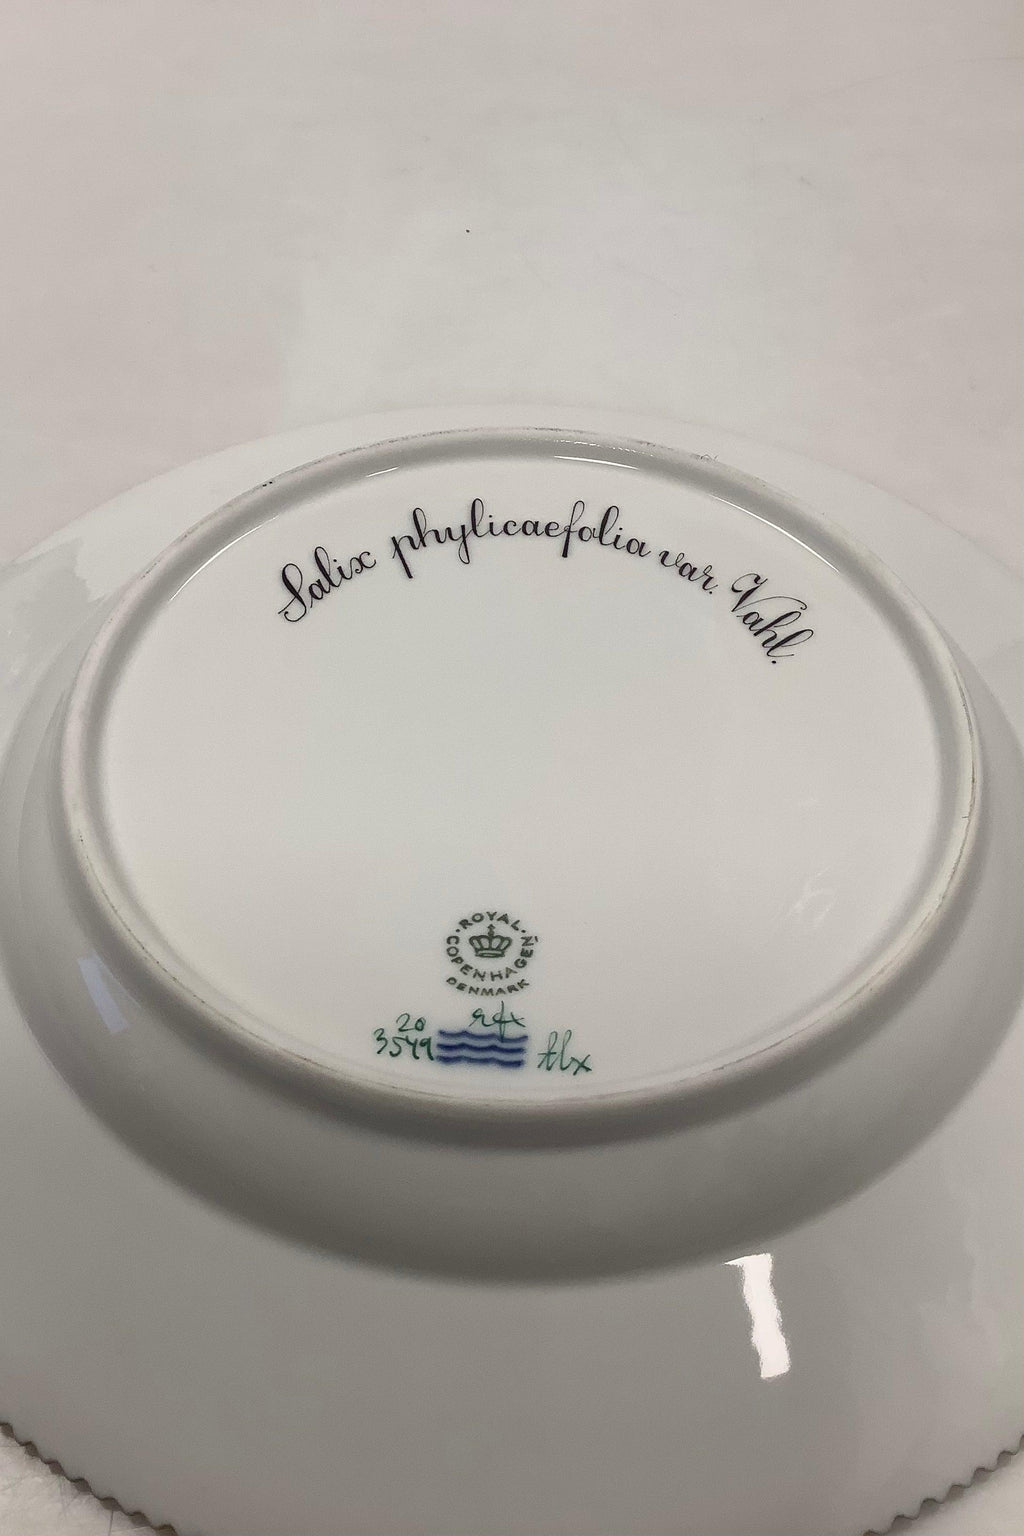 Salix phylicaefolia var. Vahl.
ROYAL
COPENHAGEN
DENMARK
20
3549